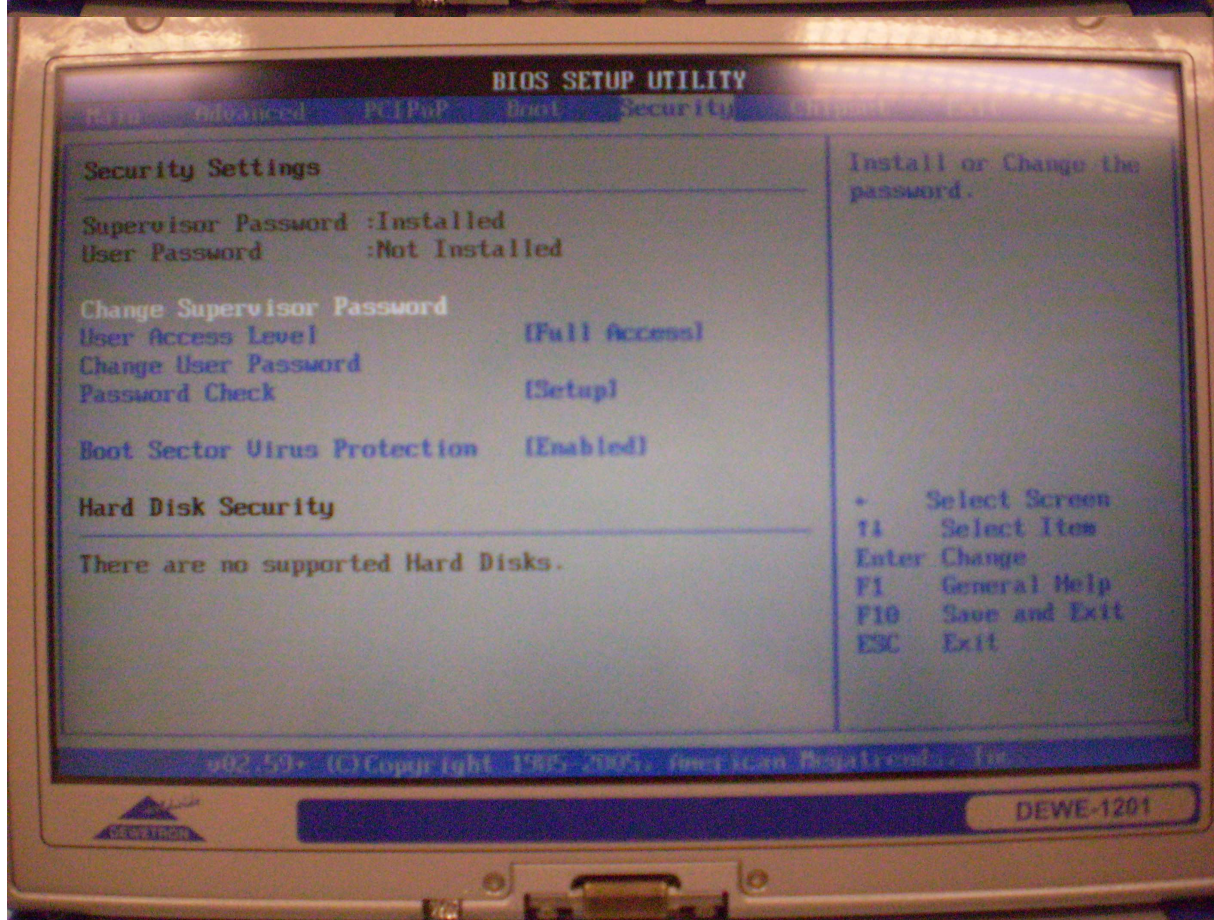 BIOS SETUP UTILITY
Main Advanced PCIPnP Boot Security Chipset Exit
Security Settings
Supervisor Password :Installed
User Password :Not Installed
Change Supervisor Password
User Access Level [Full Access]
Change User Password
Password Check [Setup]
Boot Sector Virus Protection [Enabled]
Hard Disk Security
There are no supported Hard Disks.
Install or Change the
password.
← Select Screen
↑↓ Select Item
Enter Change
F1 General Help
F10 Save and Exit
ESC Exit
v02.59+ (C)Copyright 1985-2005, American Megatrends, Inc.
DEWETRON
DEWE-1201